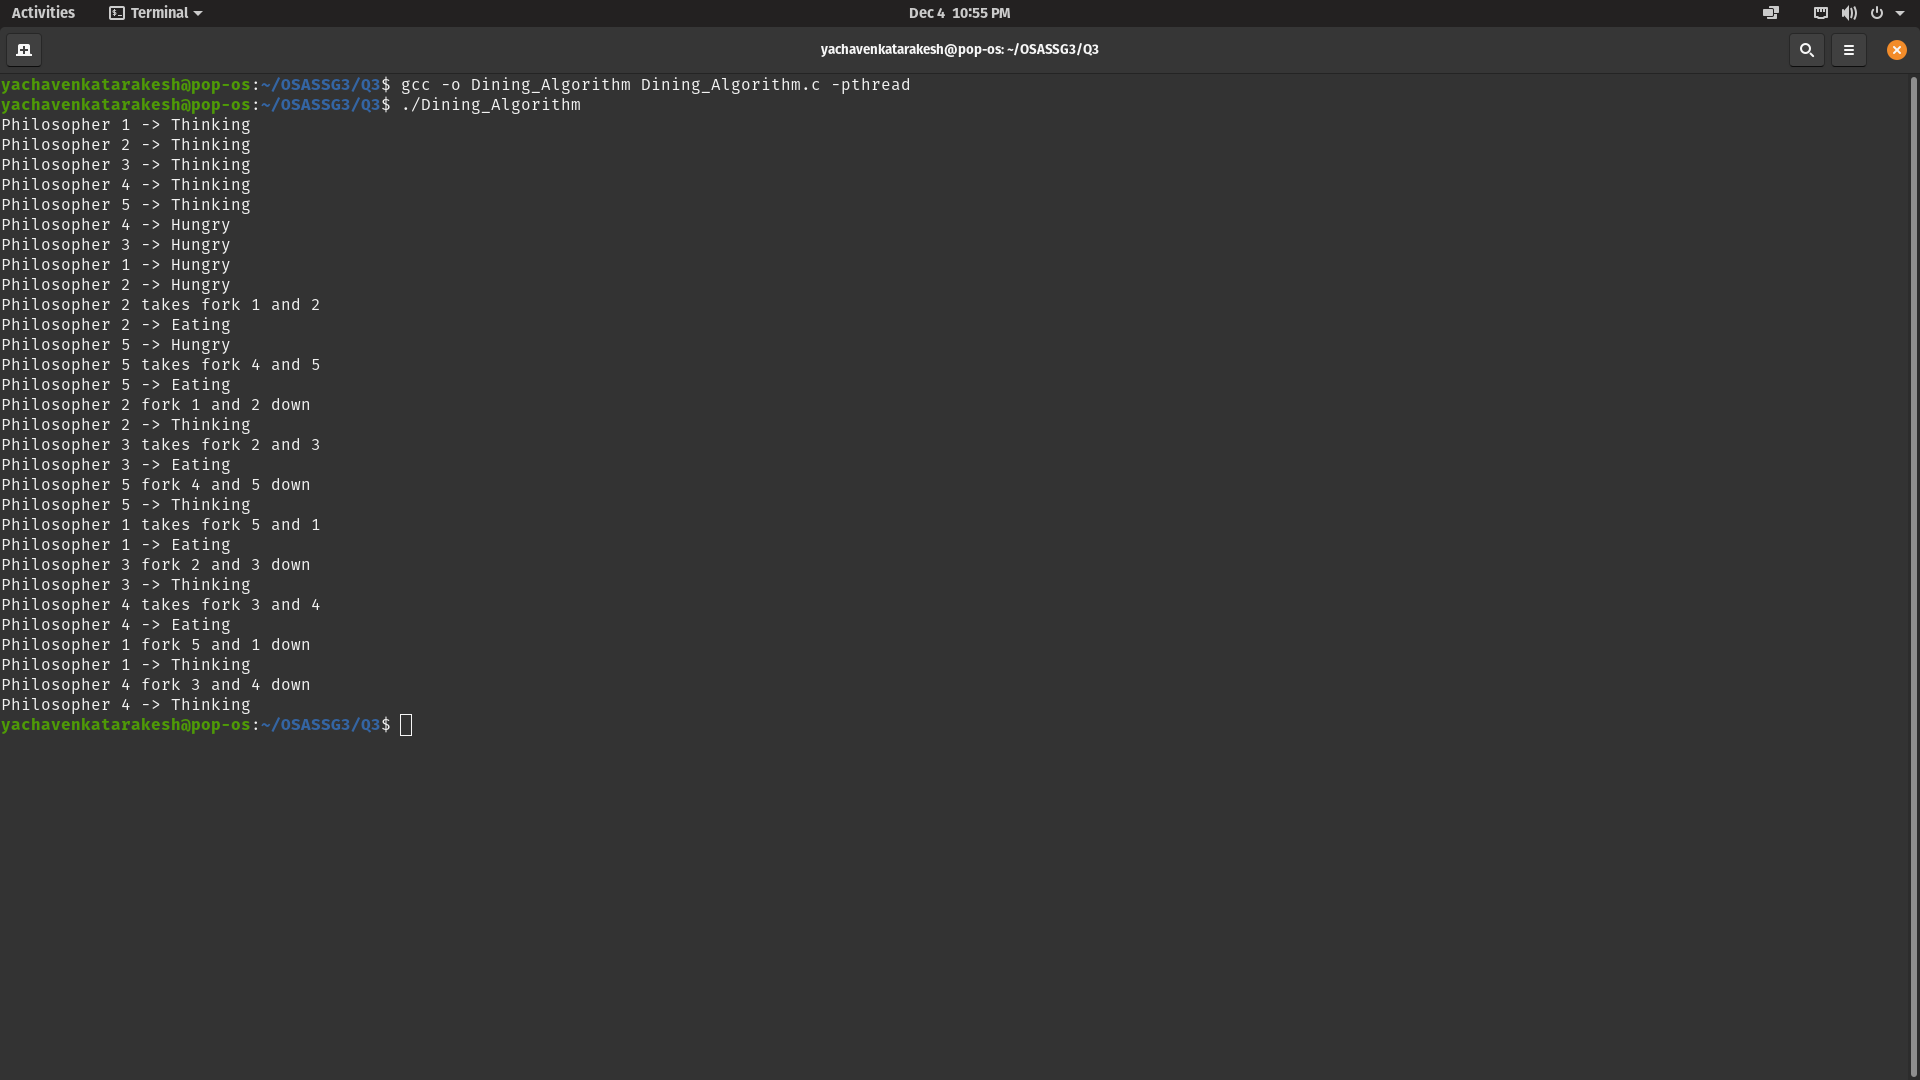 Activities Terminal Dec 4 10:55 PM
yachavenkatarakesh@pop-os: ~/OSASSG3/Q3
yachavenkatarakesh@pop-os:~/OSASSG3/Q3$ gcc -o Dining_Algorithm Dining_Algorithm.c -pthread
yachavenkatarakesh@pop-os:~/OSASSG3/Q3$ ./Dining_Algorithm
Philosopher 1 -> Thinking
Philosopher 2 -> Thinking
Philosopher 3 -> Thinking
Philosopher 4 -> Thinking
Philosopher 5 -> Thinking
Philosopher 4 -> Hungry
Philosopher 3 -> Hungry
Philosopher 1 -> Hungry
Philosopher 2 -> Hungry
Philosopher 2 takes fork 1 and 2
Philosopher 2 -> Eating
Philosopher 5 -> Hungry
Philosopher 5 takes fork 4 and 5
Philosopher 5 -> Eating
Philosopher 2 fork 1 and 2 down
Philosopher 2 -> Thinking
Philosopher 3 takes fork 2 and 3
Philosopher 3 -> Eating
Philosopher 5 fork 4 and 5 down
Philosopher 5 -> Thinking
Philosopher 1 takes fork 5 and 1
Philosopher 1 -> Eating
Philosopher 3 fork 2 and 3 down
Philosopher 3 -> Thinking
Philosopher 4 takes fork 3 and 4
Philosopher 4 -> Eating
Philosopher 1 fork 5 and 1 down
Philosopher 1 -> Thinking
Philosopher 4 fork 3 and 4 down
Philosopher 4 -> Thinking
yachavenkatarakesh@pop-os:~/OSASSG3/Q3$